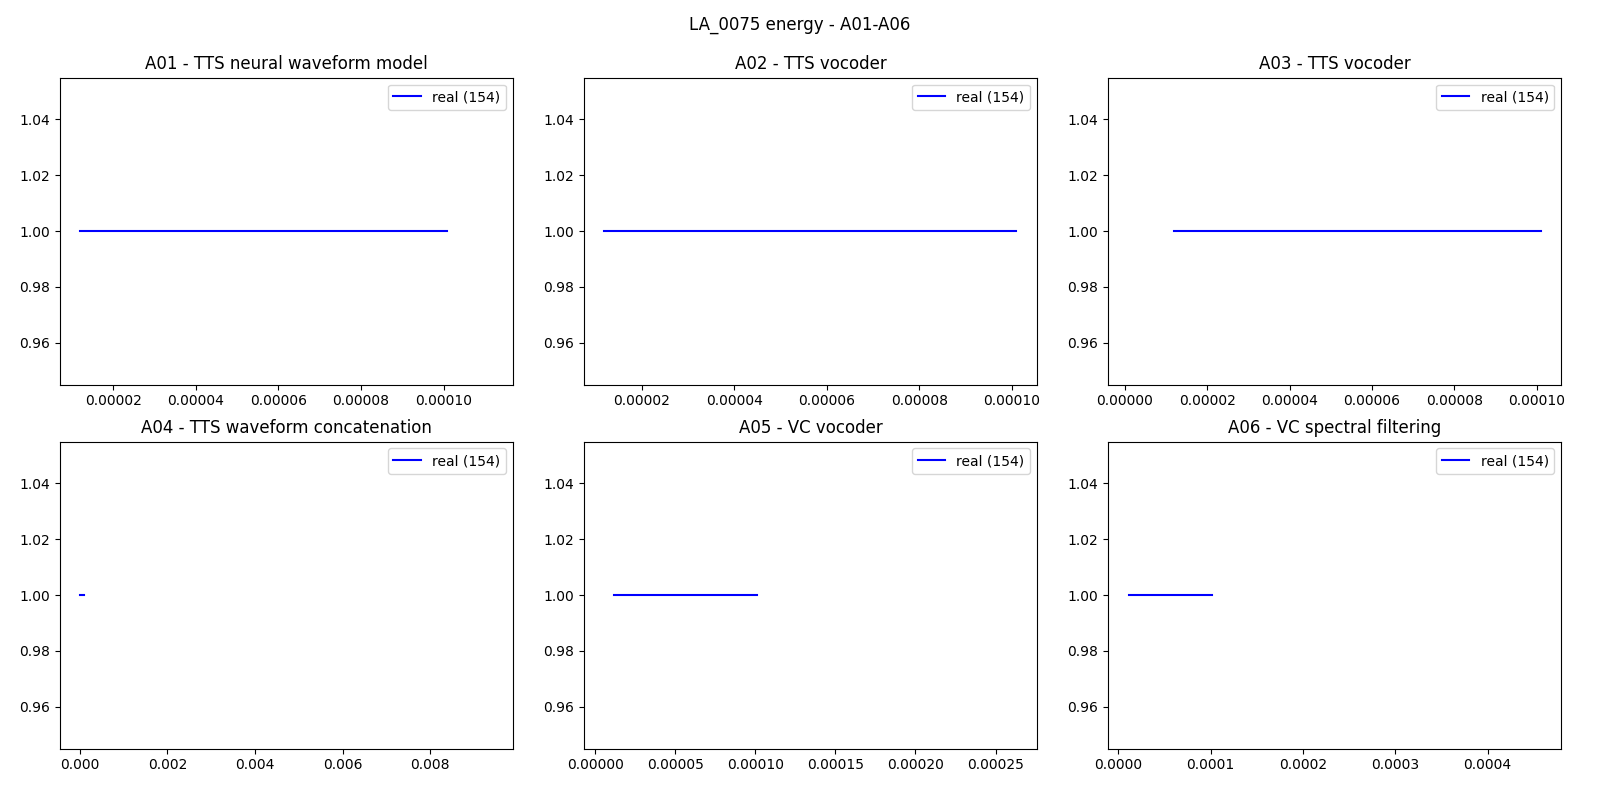 LA_0075 energy - A01-A06
A01 - TTS neural waveform model
real (154)
1.04
1.02
1.00
0.98
0.96
0.00002 0.00004 0.00006 0.00008 0.00010
A02 - TTS vocoder
real (154)
1.04
1.02
1.00
0.98
0.96
0.00002 0.00004 0.00006 0.00008 0.00010
A03 - TTS vocoder
real (154)
1.04
1.02
1.00
0.98
0.96
0.00000 0.00002 0.00004 0.00006 0.00008 0.00010
A04 - TTS waveform concatenation
real (154)
1.04
1.02
1.00
0.98
0.96
0.000 0.002 0.004 0.006 0.008
A05 - VC vocoder
real (154)
1.04
1.02
1.00
0.98
0.96
0.00000 0.00005 0.00010 0.00015 0.00020 0.00025
A06 - VC spectral filtering
real (154)
1.04
1.02
1.00
0.98
0.96
0.0000 0.0001 0.0002 0.0003 0.0004